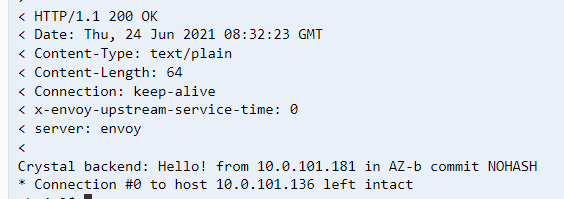 < HTTP/1.1 200 OK
< Date: Thu, 24 Jun 2021 08:32:23 GMT
< Content-Type: text/plain
< Content-Length: 64
< Connection: keep-alive
< x-envoy-upstream-service-time: 0
< server: envoy
<
Crystal backend: Hello! from 10.0.101.181 in AZ-b commit NOHASH
* Connection #0 to host 10.0.101.136 left intact